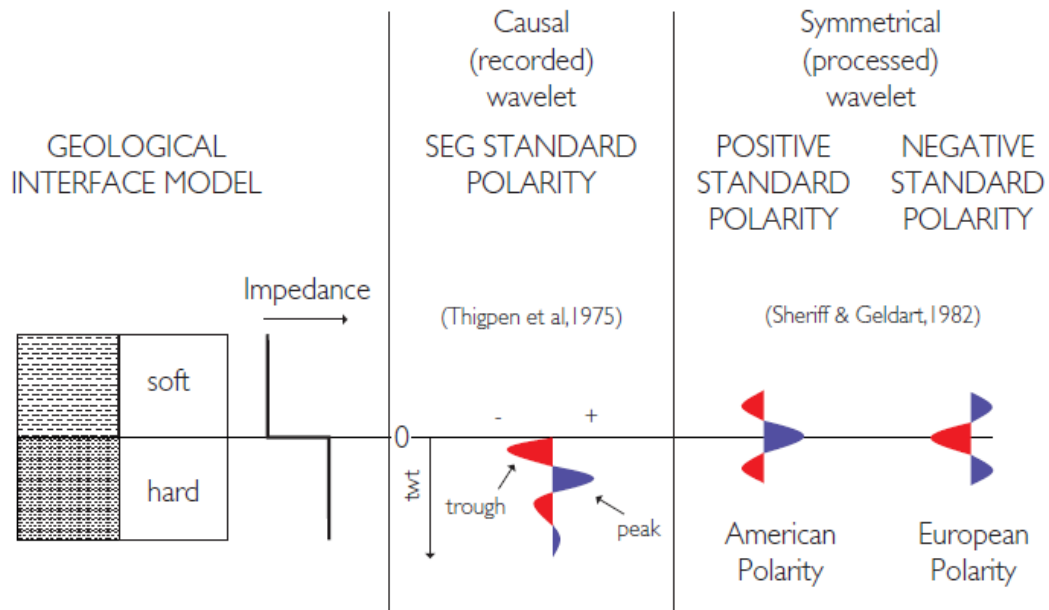 GEOLOGICAL
INTERFACE MODEL
Causal
(recorded)
wavelet
SEG STANDARD
POLARITY
Symmetrical
(processed)
wavelet
POSITIVE
STANDARD
POLARITY
NEGATIVE
STANDARD
POLARITY
Impedance
(Thigpen et al,1975)
(Sheriff & Geldart,1982)
soft
hard
0
twt
-
+
trough
peak
American
Polarity
European
Polarity